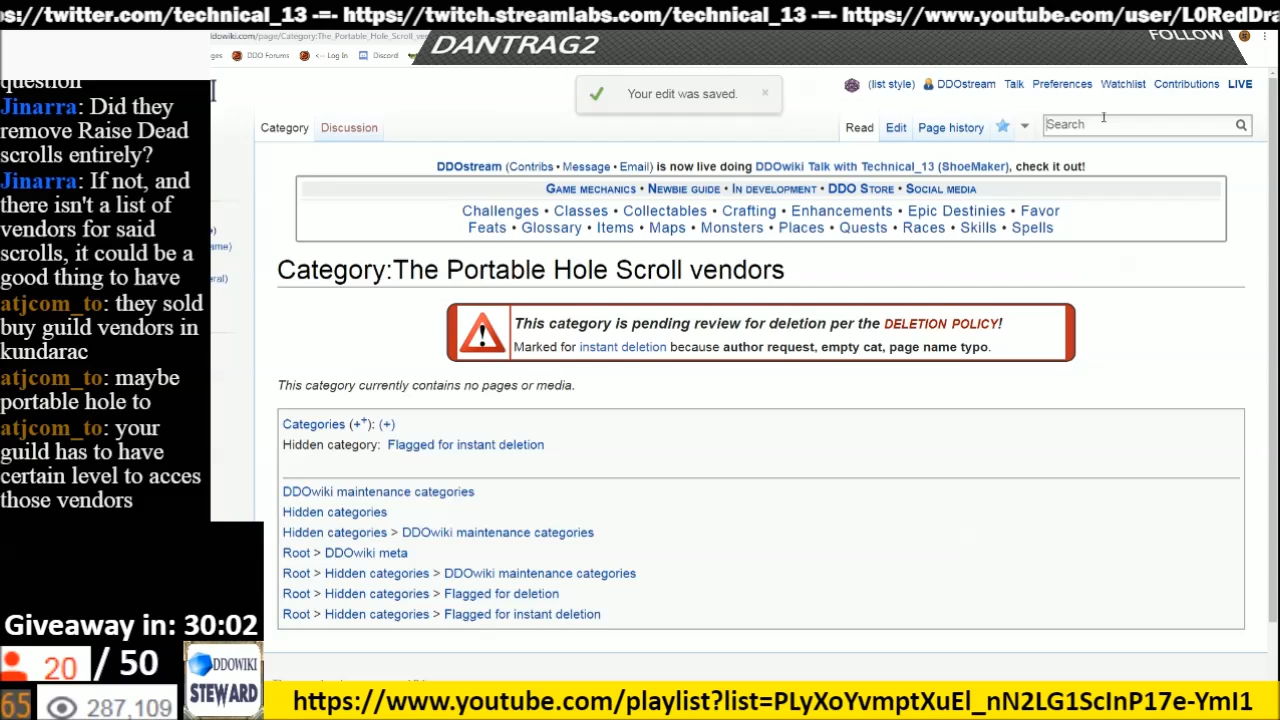 s://twitter.com/technical_13 -=- https://twitch.streamlabs.com/technical_13 -=- https://www.youtube.com/user/L0RedDra
dowiki.com/page/Category:The_Portable_Hole_Scroll_ve
DANTRAG2
FOLLOW
ges
DDO Forums
<-- Log In
Discord
question
Jinarra: Did they
remove Raise Dead
scrolls entirely?
Jinarra: If not, and
there isn't a list of
vendors for said
scrolls, it could be a
good thing to have
atjcom_to: they sold
buy guild vendors in
kundarac
atjcom_to: maybe
portable hole to
atjcom_to: your
guild has to have
certain level to acces
those vendors
Your edit was saved.
×
(list style) DDOstream Talk Preferences Watchlist Contributions LIVE
Category Discussion
Read Edit Page history
Search
DDOstream (Contribs • Message • Email) is now live doing DDOwiki Talk with Technical_13 (ShoeMaker), check it out!
Game mechanics • Newbie guide • In development • DDO Store • Social media
Challenges • Classes • Collectables • Crafting • Enhancements • Epic Destinies • Favor
Feats • Glossary • Items • Maps • Monsters • Places • Quests • Races • Skills • Spells
)
me)
ral)
Category:The Portable Hole Scroll vendors
This category is pending review for deletion per the DELETION POLICY!
Marked for instant deletion because author request, empty cat, page name typo.
This category currently contains no pages or media.
Categories (+⁺): (+)
Hidden category: Flagged for instant deletion
DDOwiki maintenance categories
Hidden categories
Hidden categories > DDOwiki maintenance categories
Root > DDOwiki meta
Root > Hidden categories > DDOwiki maintenance categories
Root > Hidden categories > Flagged for deletion
Root > Hidden categories > Flagged for instant deletion
Giveaway in: 30:02
20 / 50
65
287,109
DDOWIKI
STEWARD
https://www.youtube.com/playlist?list=PLyXoYvmptXuEl_nN2LG1ScInP17e-YmI1